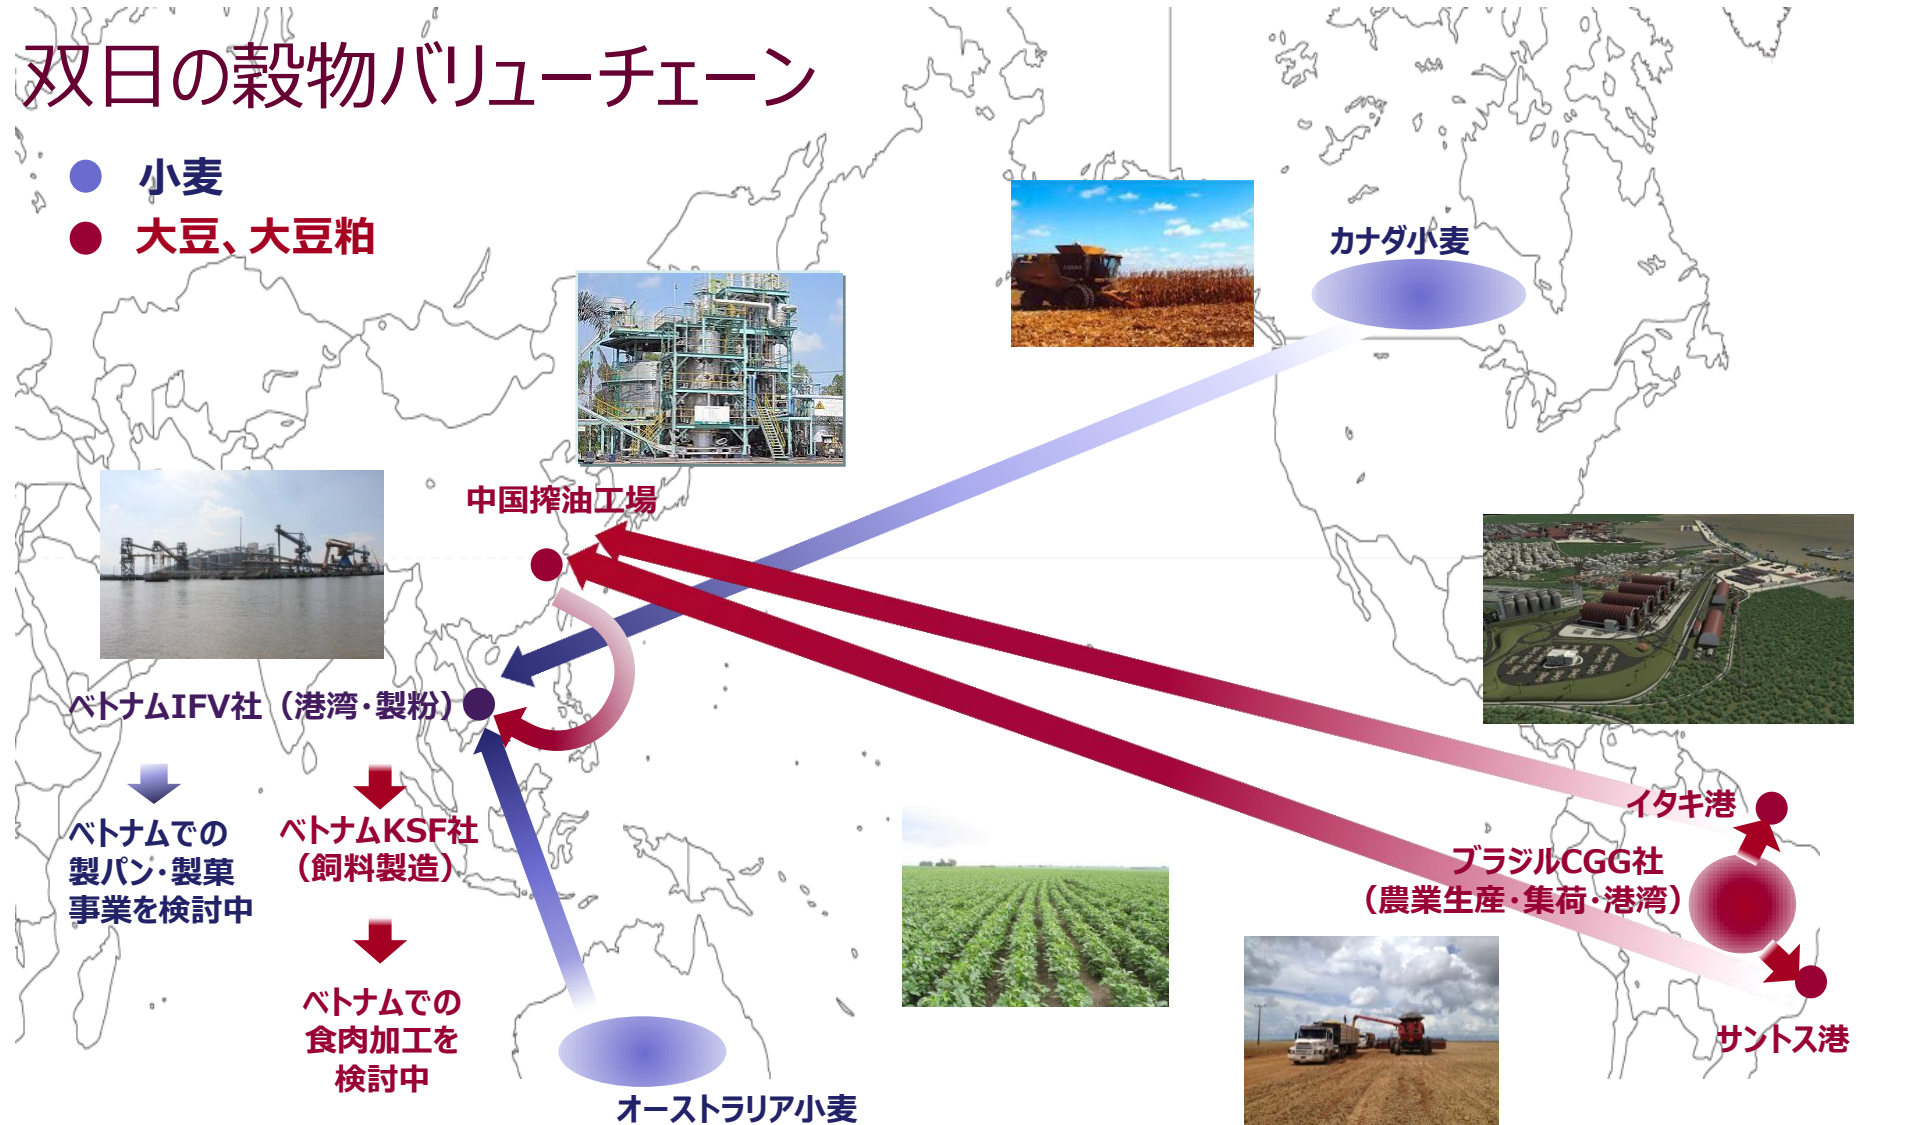 双日の穀物バリューチェーン
小麦
大豆、大豆粕
カナダ小麦
中国搾油工場
ベトナムIFV社（港湾・製粉）
ベトナムでの
製パン・製菓
事業を検討中
ベトナムKSF社
（飼料製造）
ベトナムでの
食肉加工を
検討中
イタキ港
ブラジルCGG社
（農業生産・集荷・港湾）
サントス港
オーストラリア小麦